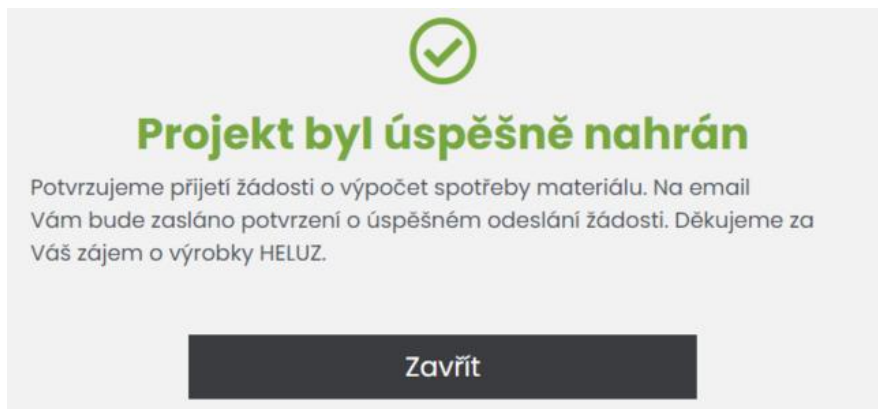 Projekt byl úspěšně nahrán
Potvrzujeme přijetí žádosti o výpočet spotřeby materiálu. Na email
Vám bude zasláno potvrzení o úspěšném odeslání žádosti. Děkujeme za
Váš zájem o výrobky HELUZ.
Zavřít